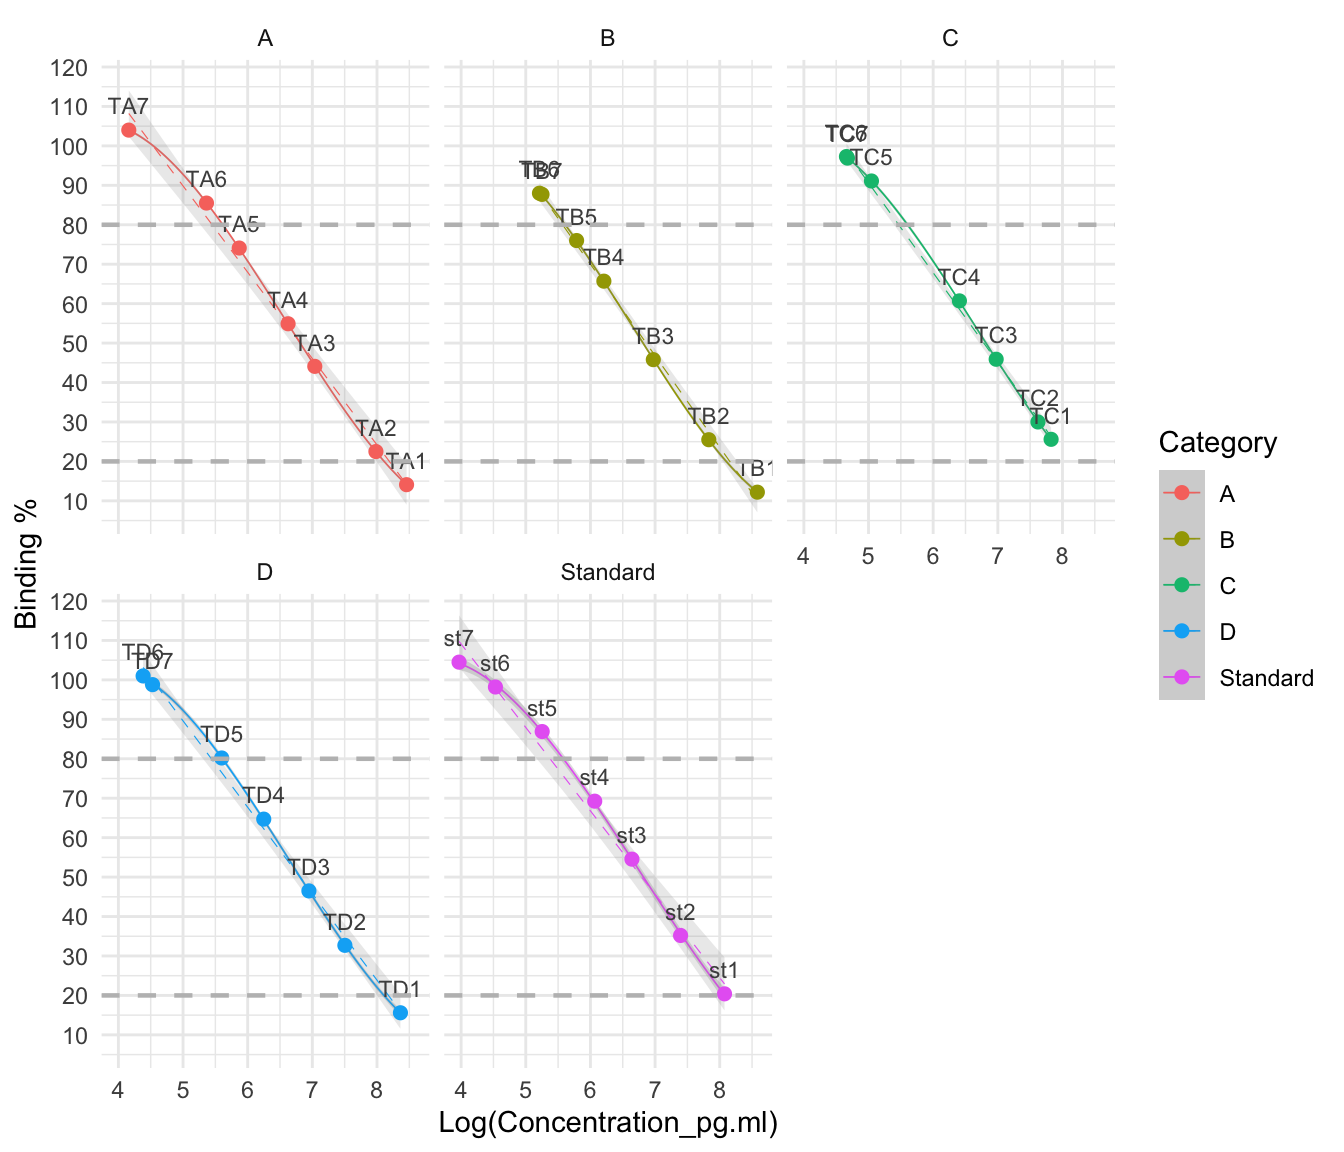 A B C
120
110
100
90
80
70
60
50
40
30
20
10
TA7
TA6
TA5
TA4
TA3
TA2
TA1
TB6
TB7
TB5
TB4
TB3
TB2
TB1
TC6
TC7
TC5
TC4
TC3
TC2
TC1
4 5 6 7 8
D Standard
120
110
100
90
80
70
60
50
40
30
20
10
TD6
TD7
TD5
TD4
TD3
TD2
TD1
st7
st6
st5
st4
st3
st2
st1
4 5 6 7 8 4 5 6 7 8
Log(Concentration_pg.ml)
Binding %
Category
A
B
C
D
Standard